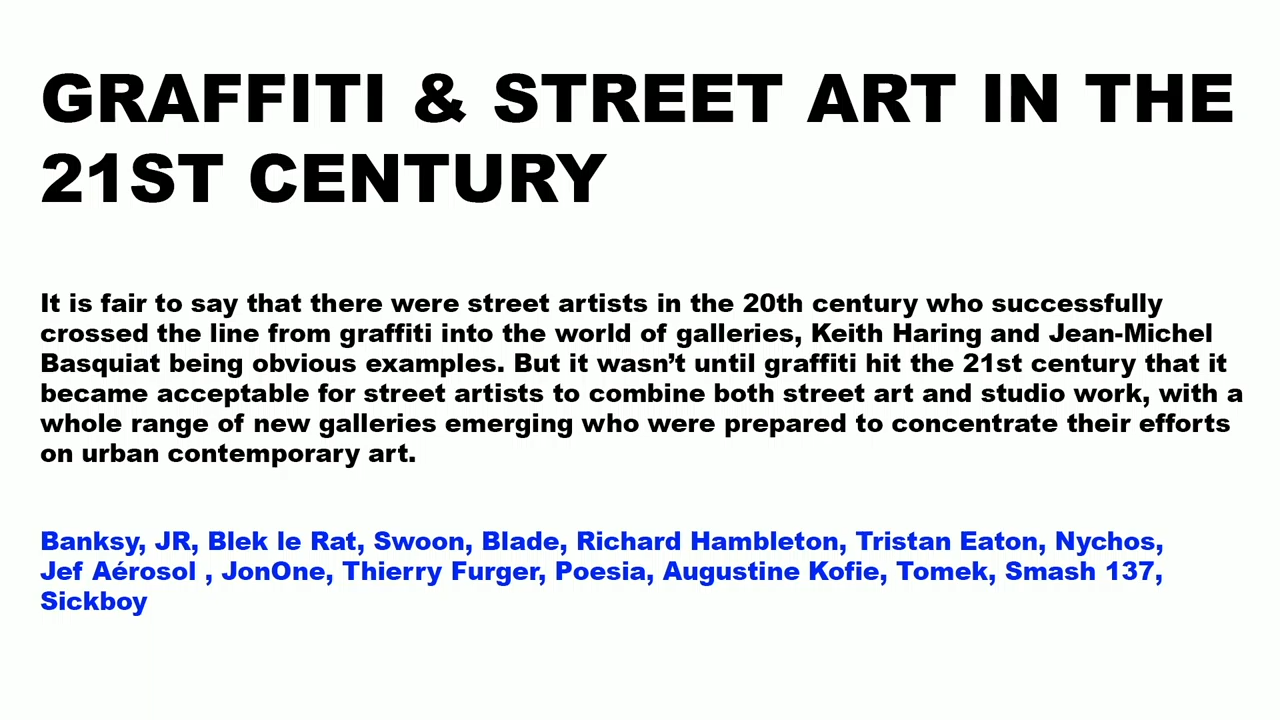 GRAFFITI & STREET ART IN THE
21ST CENTURY
It is fair to say that there were street artists in the 20th century who successfully
crossed the line from graffiti into the world of galleries, Keith Haring and Jean-Michel
Basquiat being obvious examples. But it wasn’t until graffiti hit the 21st century that it
became acceptable for street artists to combine both street art and studio work, with a
whole range of new galleries emerging who were prepared to concentrate their efforts
on urban contemporary art.
Banksy, JR, Blek le Rat, Swoon, Blade, Richard Hambleton, Tristan Eaton, Nychos,
Jef Aérosol , JonOne, Thierry Furger, Poesia, Augustine Kofie, Tomek, Smash 137,
Sickboy